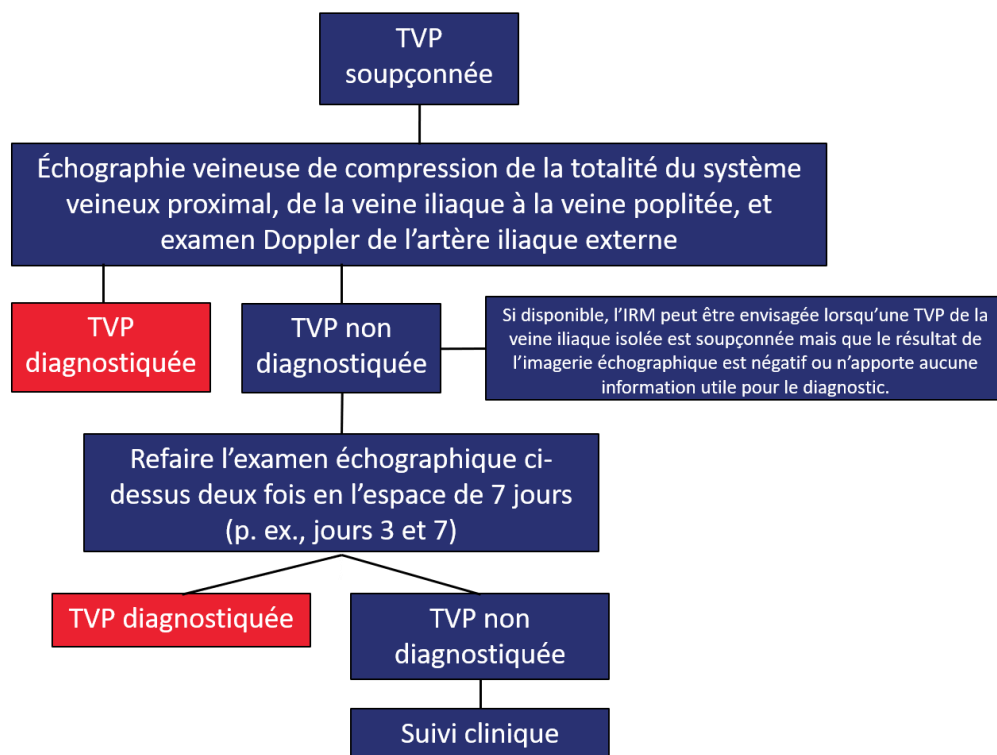 TVP
soupçonnée
Échographie veineuse de compression de la totalité du système
veineux proximal, de la veine iliaque à la veine poplitée, et
examen Doppler de l’artère iliaque externe
TVP
diagnostiquée
TVP non
diagnostiquée
Si disponible, l’IRM peut être envisagée lorsqu’une TVP de la
veine iliaque isolée est soupçonnée mais que le résultat de
l’imagerie échographique est négatif ou n’apporte aucune
information utile pour le diagnostic.
Refaire l’examen échographique ci-
dessus deux fois en l’espace de 7 jours
(p. ex., jours 3 et 7)
TVP diagnostiquée
TVP non
diagnostiquée
Suivi clinique